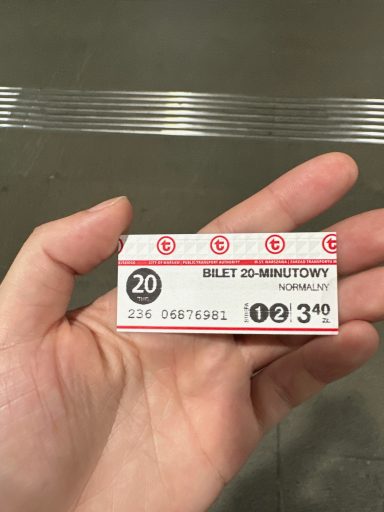 CITY OF WARSAW | PUBLIC TRANSPORT AUTHORITY M.ST. WARSZAWA | ZARZĄD TRANSPORTU
20
BILET 20-MINUTOWY
NORMALNY
236 06876981
1 2 3 40
ZŁ